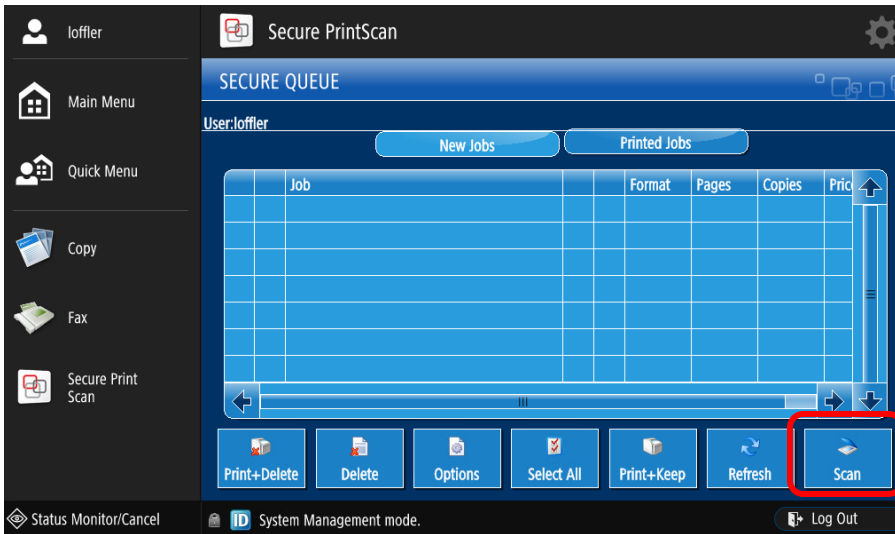 loffler
Main Menu
Quick Menu
Copy
Fax
Secure Print
Scan
Status Monitor/Cancel
Secure PrintScan
SECURE QUEUE
User:loffler
New Jobs
Printed Jobs
Job Format Pages Copies Pric
Print+Delete Delete Options Select All Print+Keep Refresh Scan
ID System Management mode.
Log Out